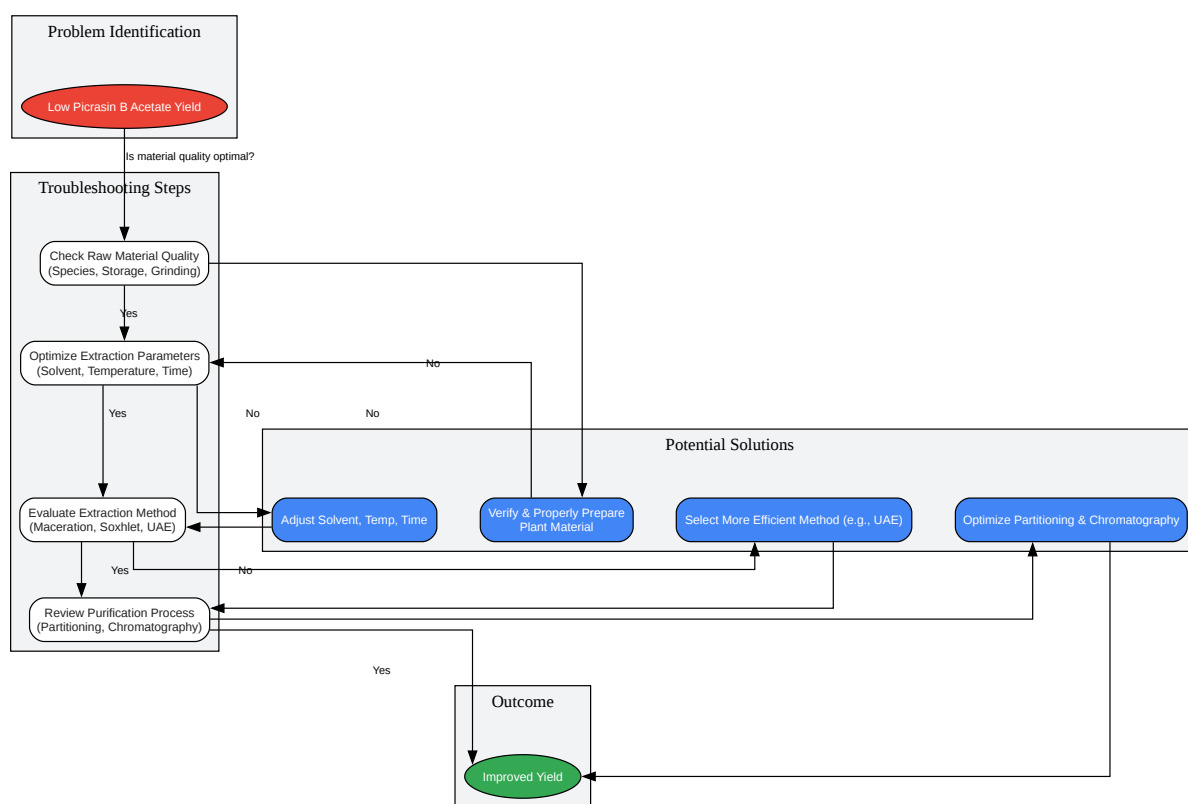 Problem Identification
Low Picrasin B Acetate Yield
Is material quality optimal?
Troubleshooting Steps
Check Raw Material Quality
(Species, Storage, Grinding)
Yes
Optimize Extraction Parameters
(Solvent, Temperature, Time)
No
Yes
No
No
Potential Solutions
Evaluate Extraction Method
(Maceration, Soxhlet, UAE)
Adjust Solvent, Temp, Time
Verify & Properly Prepare
Plant Material
Select More Efficient Method (e.g., UAE)
Optimize Partitioning & Chromatography
Yes
No
Review Purification Process
(Partitioning, Chromatography)
Yes
Outcome
Improved Yield